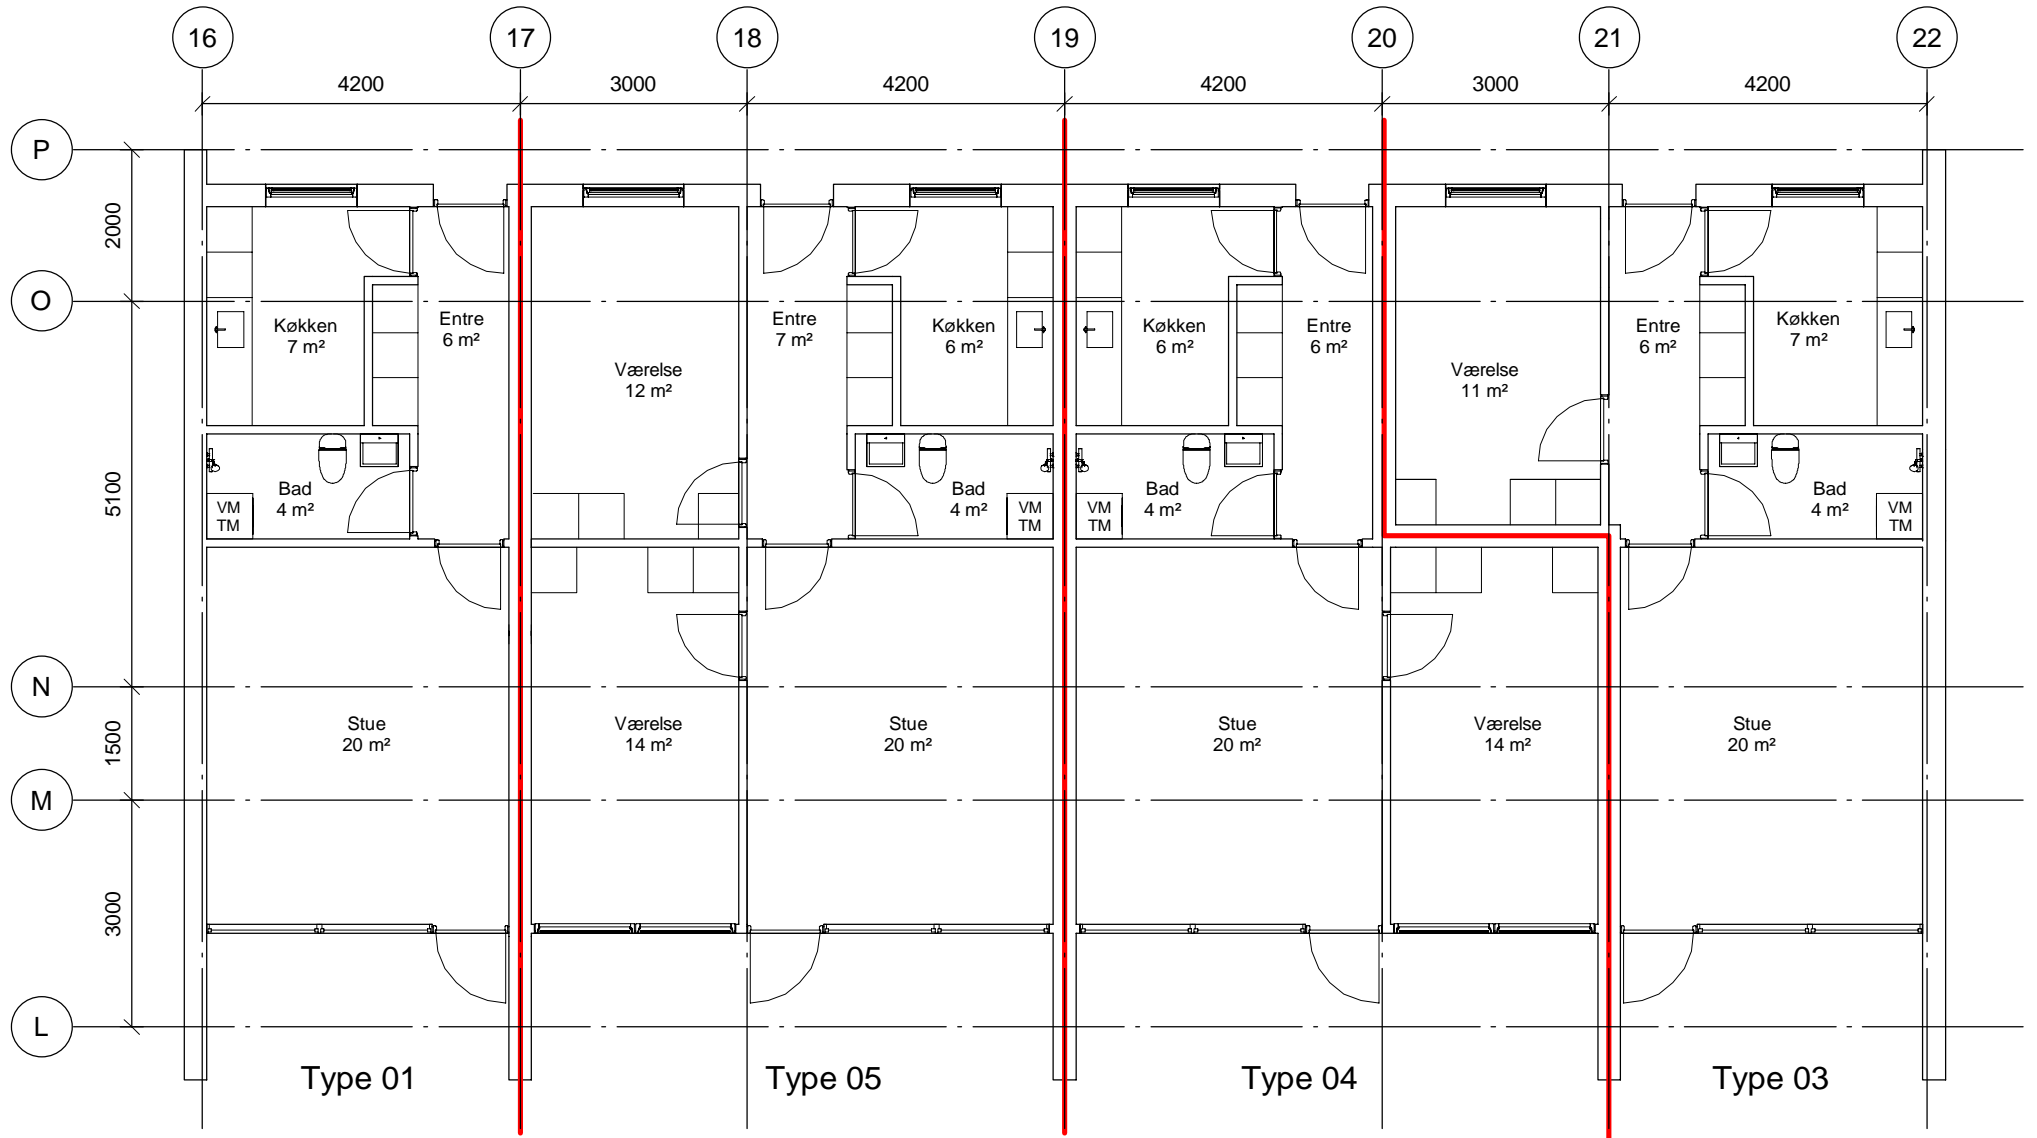 16
17
18
19
20
21
22
4200
3000
4200
4200
3000
4200
P
O
N
M
L
2000
5100
1500
3000
Køkken
7 m²
Entre
6 m²
Værelse
12 m²
Entre
7 m²
Køkken
6 m²
Køkken
6 m²
Entre
6 m²
Værelse
11 m²
Entre
6 m²
Køkken
7 m²
VM
TM
Bad
4 m²
Bad
4 m²
VM
TM
VM
TM
Bad
4 m²
Bad
4 m²
VM
TM
Stue
20 m²
Værelse
14 m²
Stue
20 m²
Stue
20 m²
Værelse
14 m²
Stue
20 m²
Type 01
Type 05
Type 04
Type 03